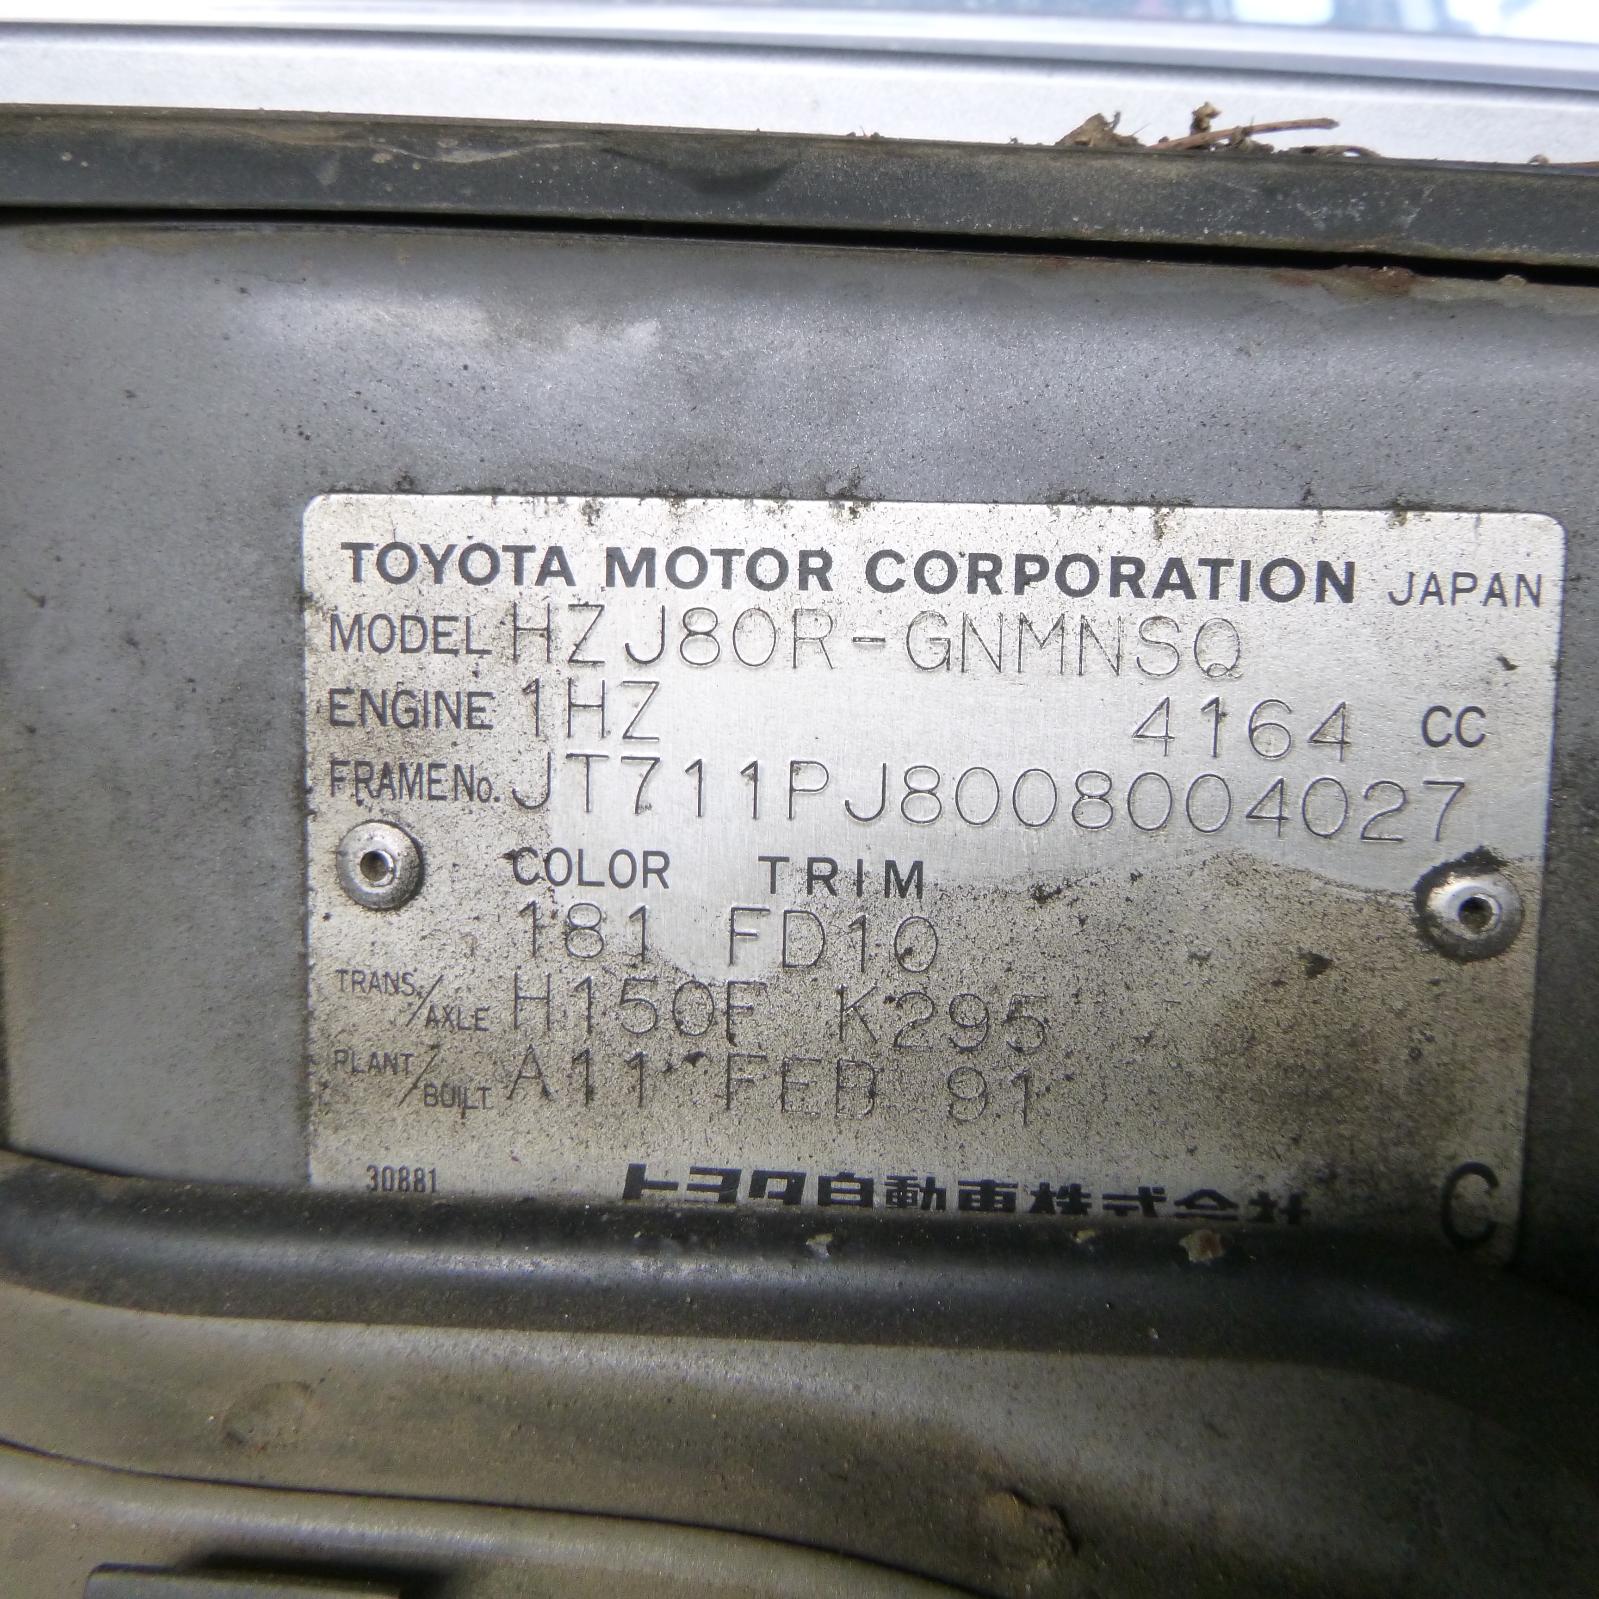 TOYOTA MOTOR CORPORATION JAPAN
MODEL HZJ80R-GNMNSQ
ENGINE 1HZ 4164 CC
FRAME No. JT711PJ8008004027
COLOR TRIM
181 FD10
TRANS./AXLE H150F K295
PLANT/BUILT A11 FEB 91
30881 トヨタ自動車株式会社 C